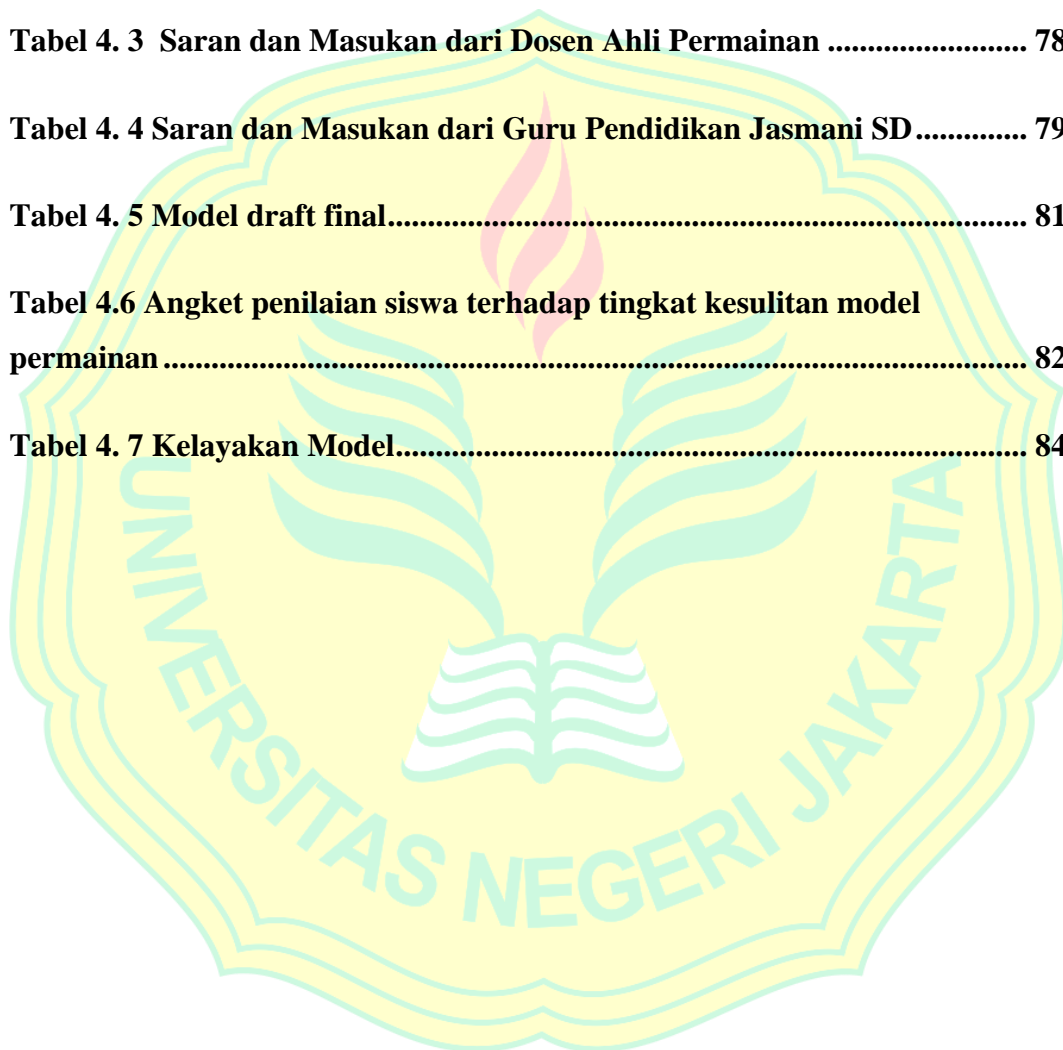 Tabel 4. 3  Saran dan Masukan dari Dosen Ahli Permainan ........................ 78
Tabel 4. 4 Saran dan Masukan dari Guru Pendidikan Jasmani SD .............. 79
Tabel 4. 5 Model draft final............................................................................. 81
Tabel 4.6 Angket penilaian siswa terhadap tingkat kesulitan model
permainan ........................................................................................................ 82
Tabel 4. 7 Kelayakan Model............................................................................ 84
UNIVERSITAS NEGERI JAKARTA